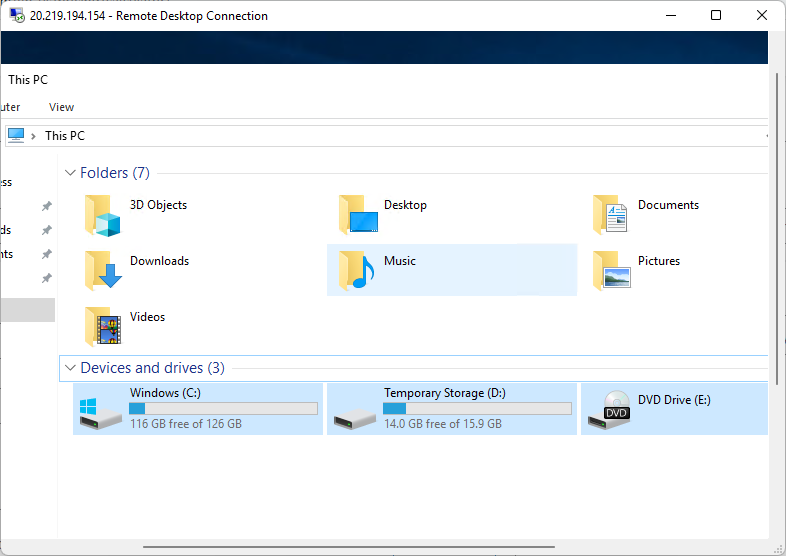 20.219.194.154 - Remote Desktop Connection
This PC
uter View
This PC
Folders (7)
ess
3D Objects Desktop Documents
ds
nts
Downloads Music Pictures
Videos
Devices and drives (3)
Windows (C:) Temporary Storage (D:) DVD Drive (E:)
116 GB free of 126 GB 14.0 GB free of 15.9 GB
DVD